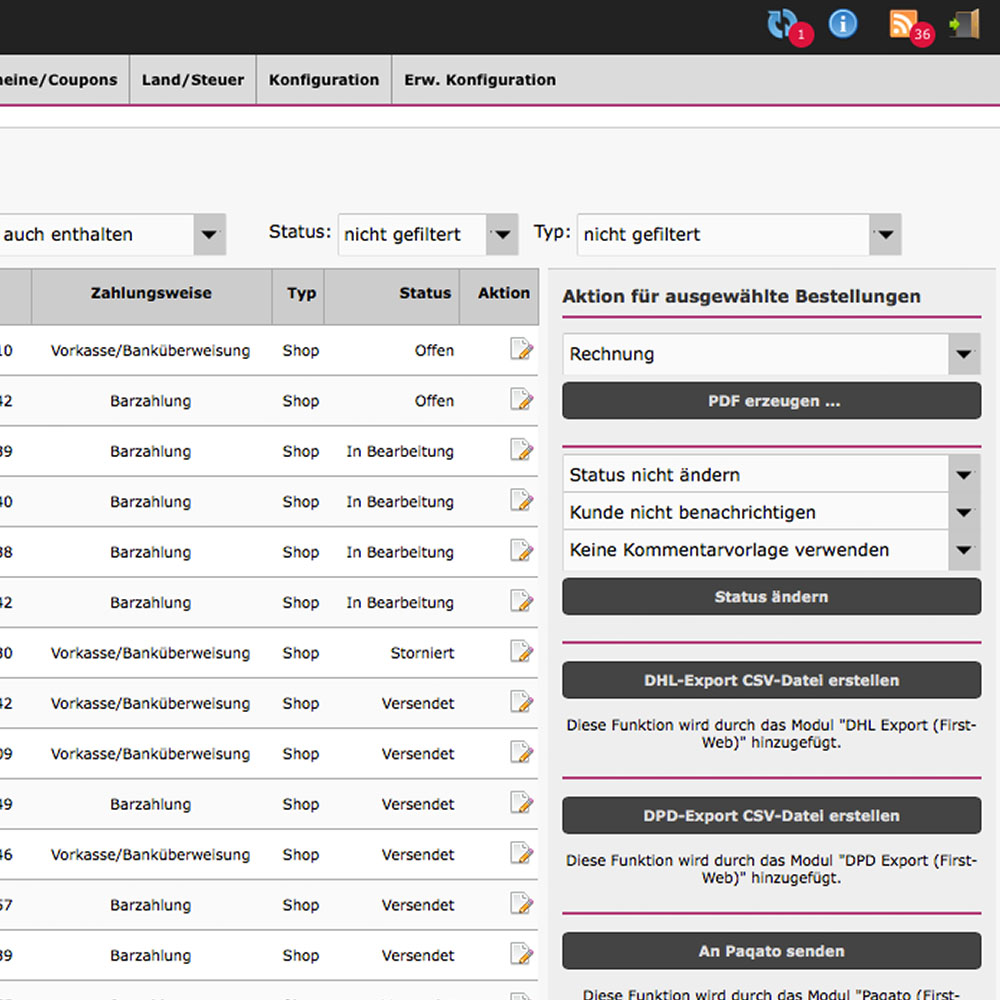 1
36
eine/Coupons Land/Steuer Konfiguration Erw. Konfiguration
auch enthalten Status: nicht gefiltert Typ: nicht gefiltert
Zahlungsweise Typ Status Aktion
10 Vorkasse/Banküberweisung Shop Offen
42 Barzahlung Shop Offen
39 Barzahlung Shop In Bearbeitung
40 Barzahlung Shop In Bearbeitung
38 Barzahlung Shop In Bearbeitung
42 Barzahlung Shop In Bearbeitung
30 Vorkasse/Banküberweisung Shop Storniert
42 Vorkasse/Banküberweisung Shop Versendet
09 Vorkasse/Banküberweisung Shop Versendet
49 Barzahlung Shop Versendet
46 Vorkasse/Banküberweisung Shop Versendet
57 Barzahlung Shop Versendet
39 Barzahlung Shop Versendet
Aktion für ausgewählte Bestellungen
Rechnung
PDF erzeugen ...
Status nicht ändern
Kunde nicht benachrichtigen
Keine Kommentarvorlage verwenden
Status ändern
DHL-Export CSV-Datei erstellen
Diese Funktion wird durch das Modul "DHL Export (First-
Web)" hinzugefügt.
DPD-Export CSV-Datei erstellen
Diese Funktion wird durch das Modul "DPD Export (First-
Web)" hinzugefügt.
An Paqato senden
Diese Funktion wird durch das Modul "Paqato (First-